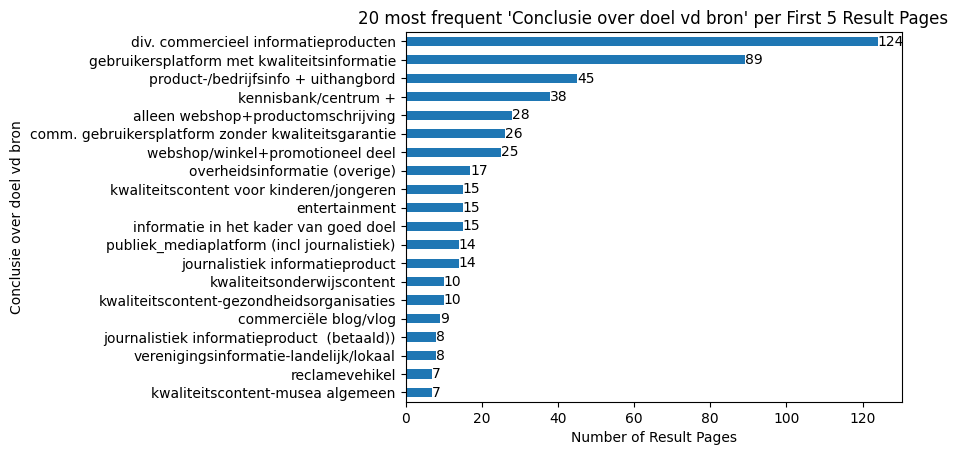 20 most frequent 'Conclusie over doel vd bron' per First 5 Result Pages
div. commercieel informatieproducten 124
gebruikersplatform met kwaliteitsinformatie 89
product-/bedrijfsinfo + uithangbord 45
kennisbank/centrum + 38
alleen webshop+productomschrijving 28
comm. gebruikersplatform zonder kwaliteitsgarantie 26
webshop/winkel+promotioneel deel 25
overheidsinformatie (overige) 17
kwaliteitscontent voor kinderen/jongeren 15
entertainment 15
informatie in het kader van goed doel 15
publiek_mediaplatform (incl journalistiek) 14
journalistiek informatieproduct 14
kwaliteitsonderwijscontent 10
kwaliteitscontent-gezondheidsorganisaties 10
commerciële blog/vlog 9
journalistiek informatieproduct  (betaald)) 8
verenigingsinformatie-landelijk/lokaal 8
reclamevehikel 7
kwaliteitscontent-musea algemeen 7
Conclusie over doel vd bron
0 20 40 60 80 100 120
Number of Result Pages